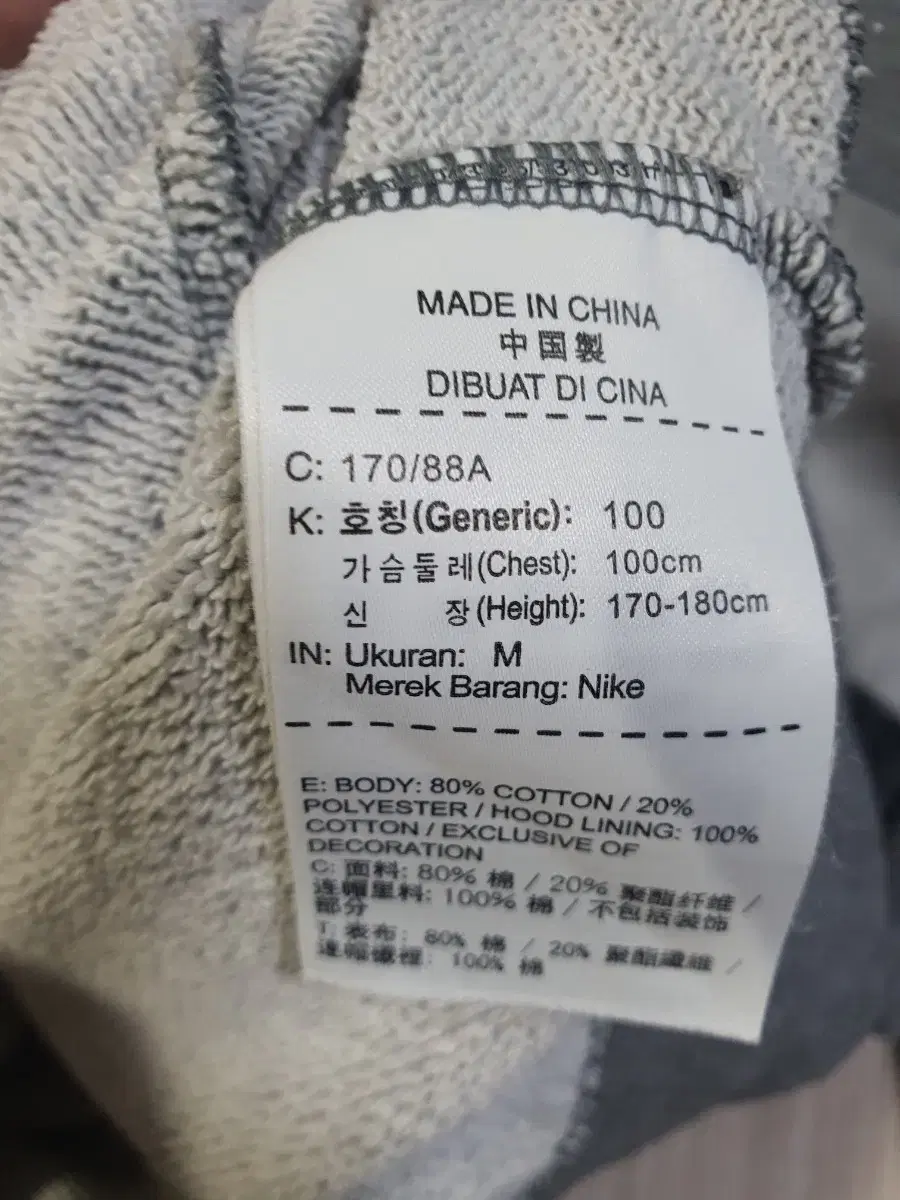 MADE IN CHINA
中国製
DIBUAT DI CINA
C: 170/88A
K: 호칭(Generic): 100
가슴둘레(Chest): 100cm
신 장(Height): 170-180cm
IN: Ukuran: M
Merek Barang: Nike
E: BODY: 80% COTTON / 20%
POLYESTER / HOOD LINING: 100%
COTTON / EXCLUSIVE OF
DECORATION
C: 面料: 80% 棉 / 20% 聚酯纤维 /
连帽里料: 100% 棉 / 不包括装饰
部分
T: 表布: 80% 棉 / 20% 聚酯纖維 /
連帽襯裡: 100% 棉